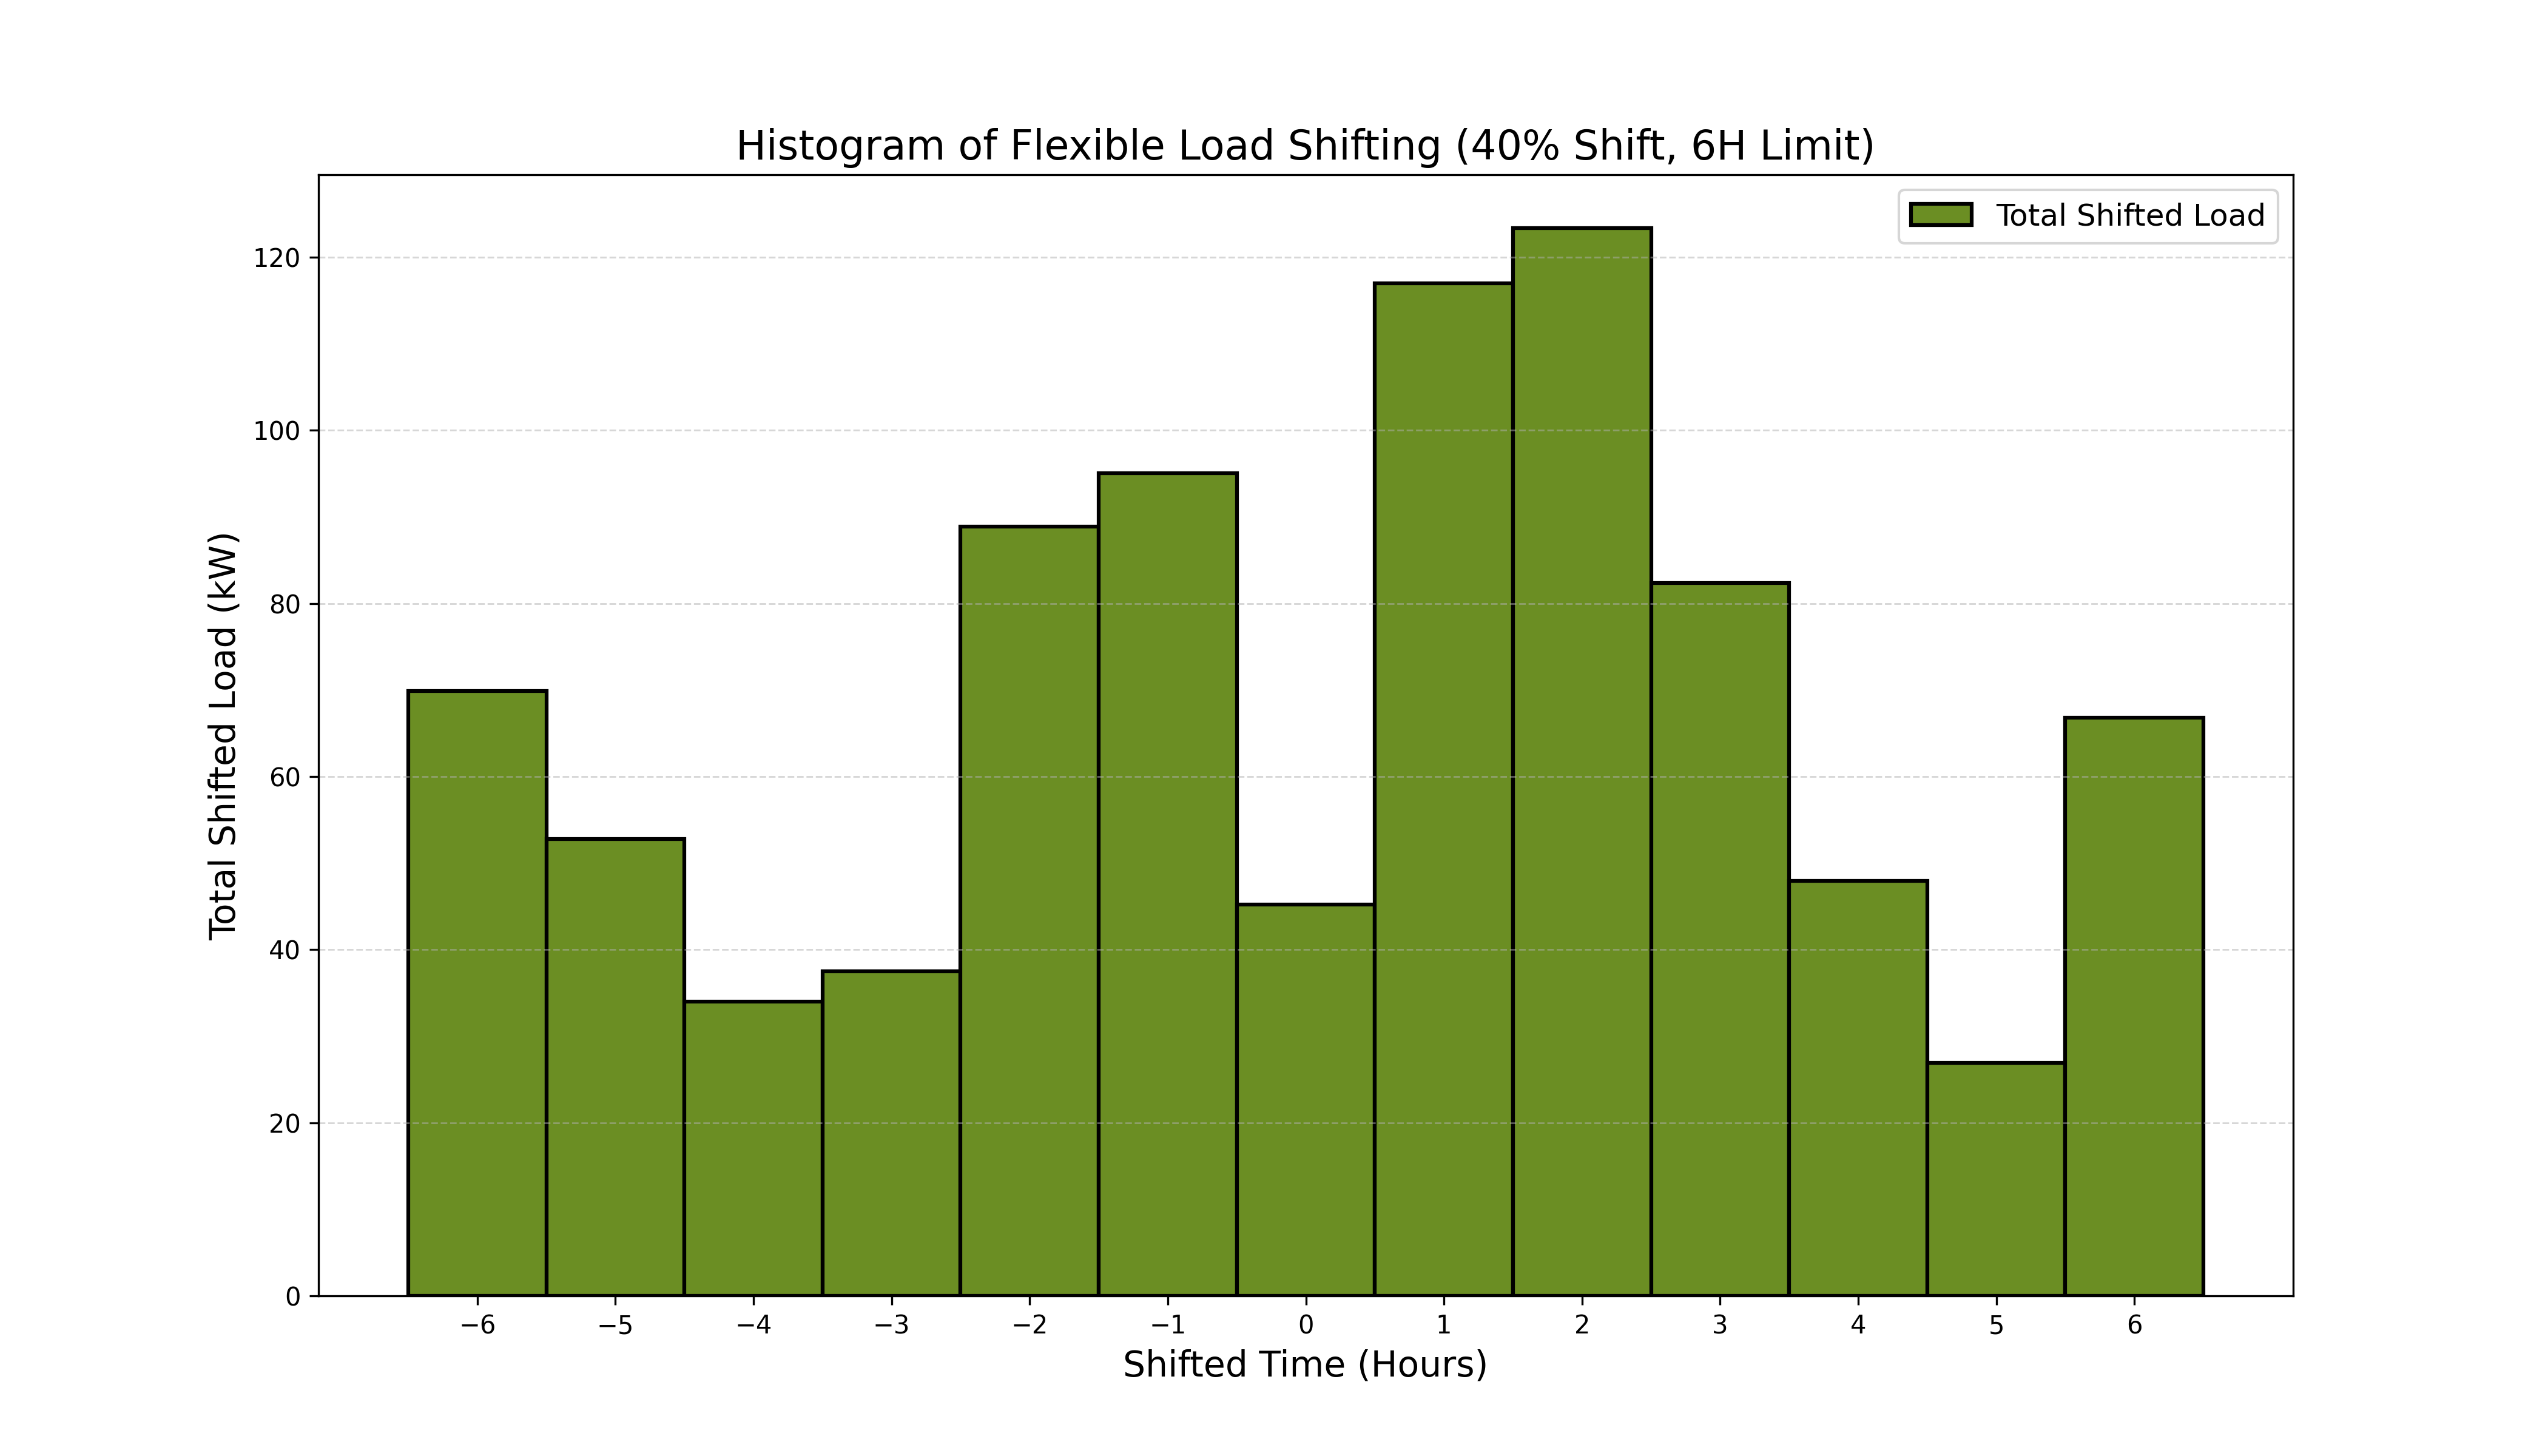 Histogram of Flexible Load Shifting (40% Shift, 6H Limit)
Total Shifted Load
120
100
80
60
40
20
0
Total Shifted Load (kW)
−6 −5 −4 −3 −2 −1 0 1 2 3 4 5 6
Shifted Time (Hours)